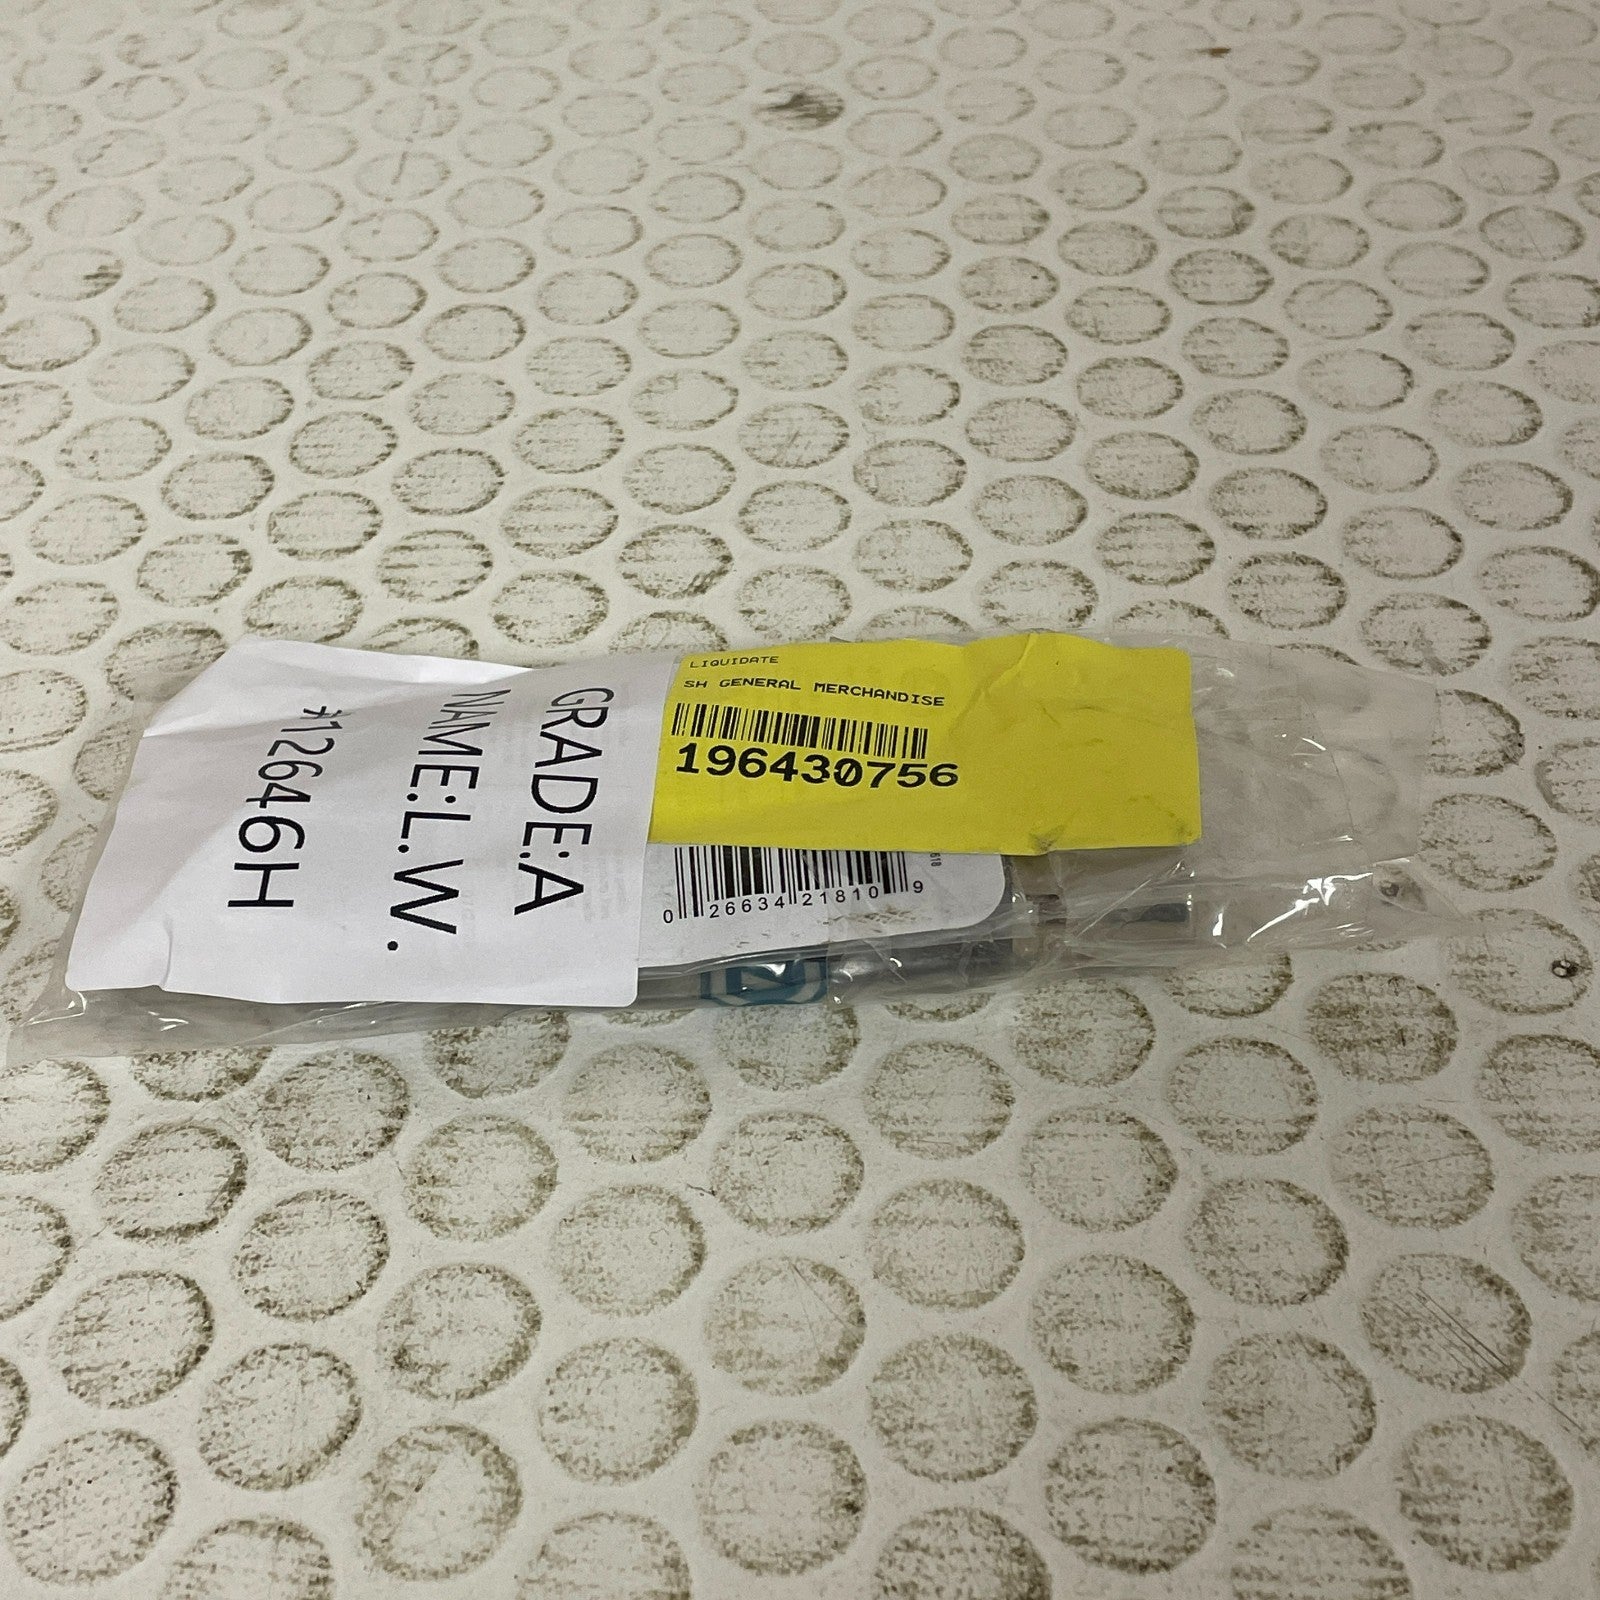 LIQUIDATE
SH GENERAL MERCHANDISE
196430756
0 26634 21810 9
GRADE:A
NAME:L.W.
#12646H